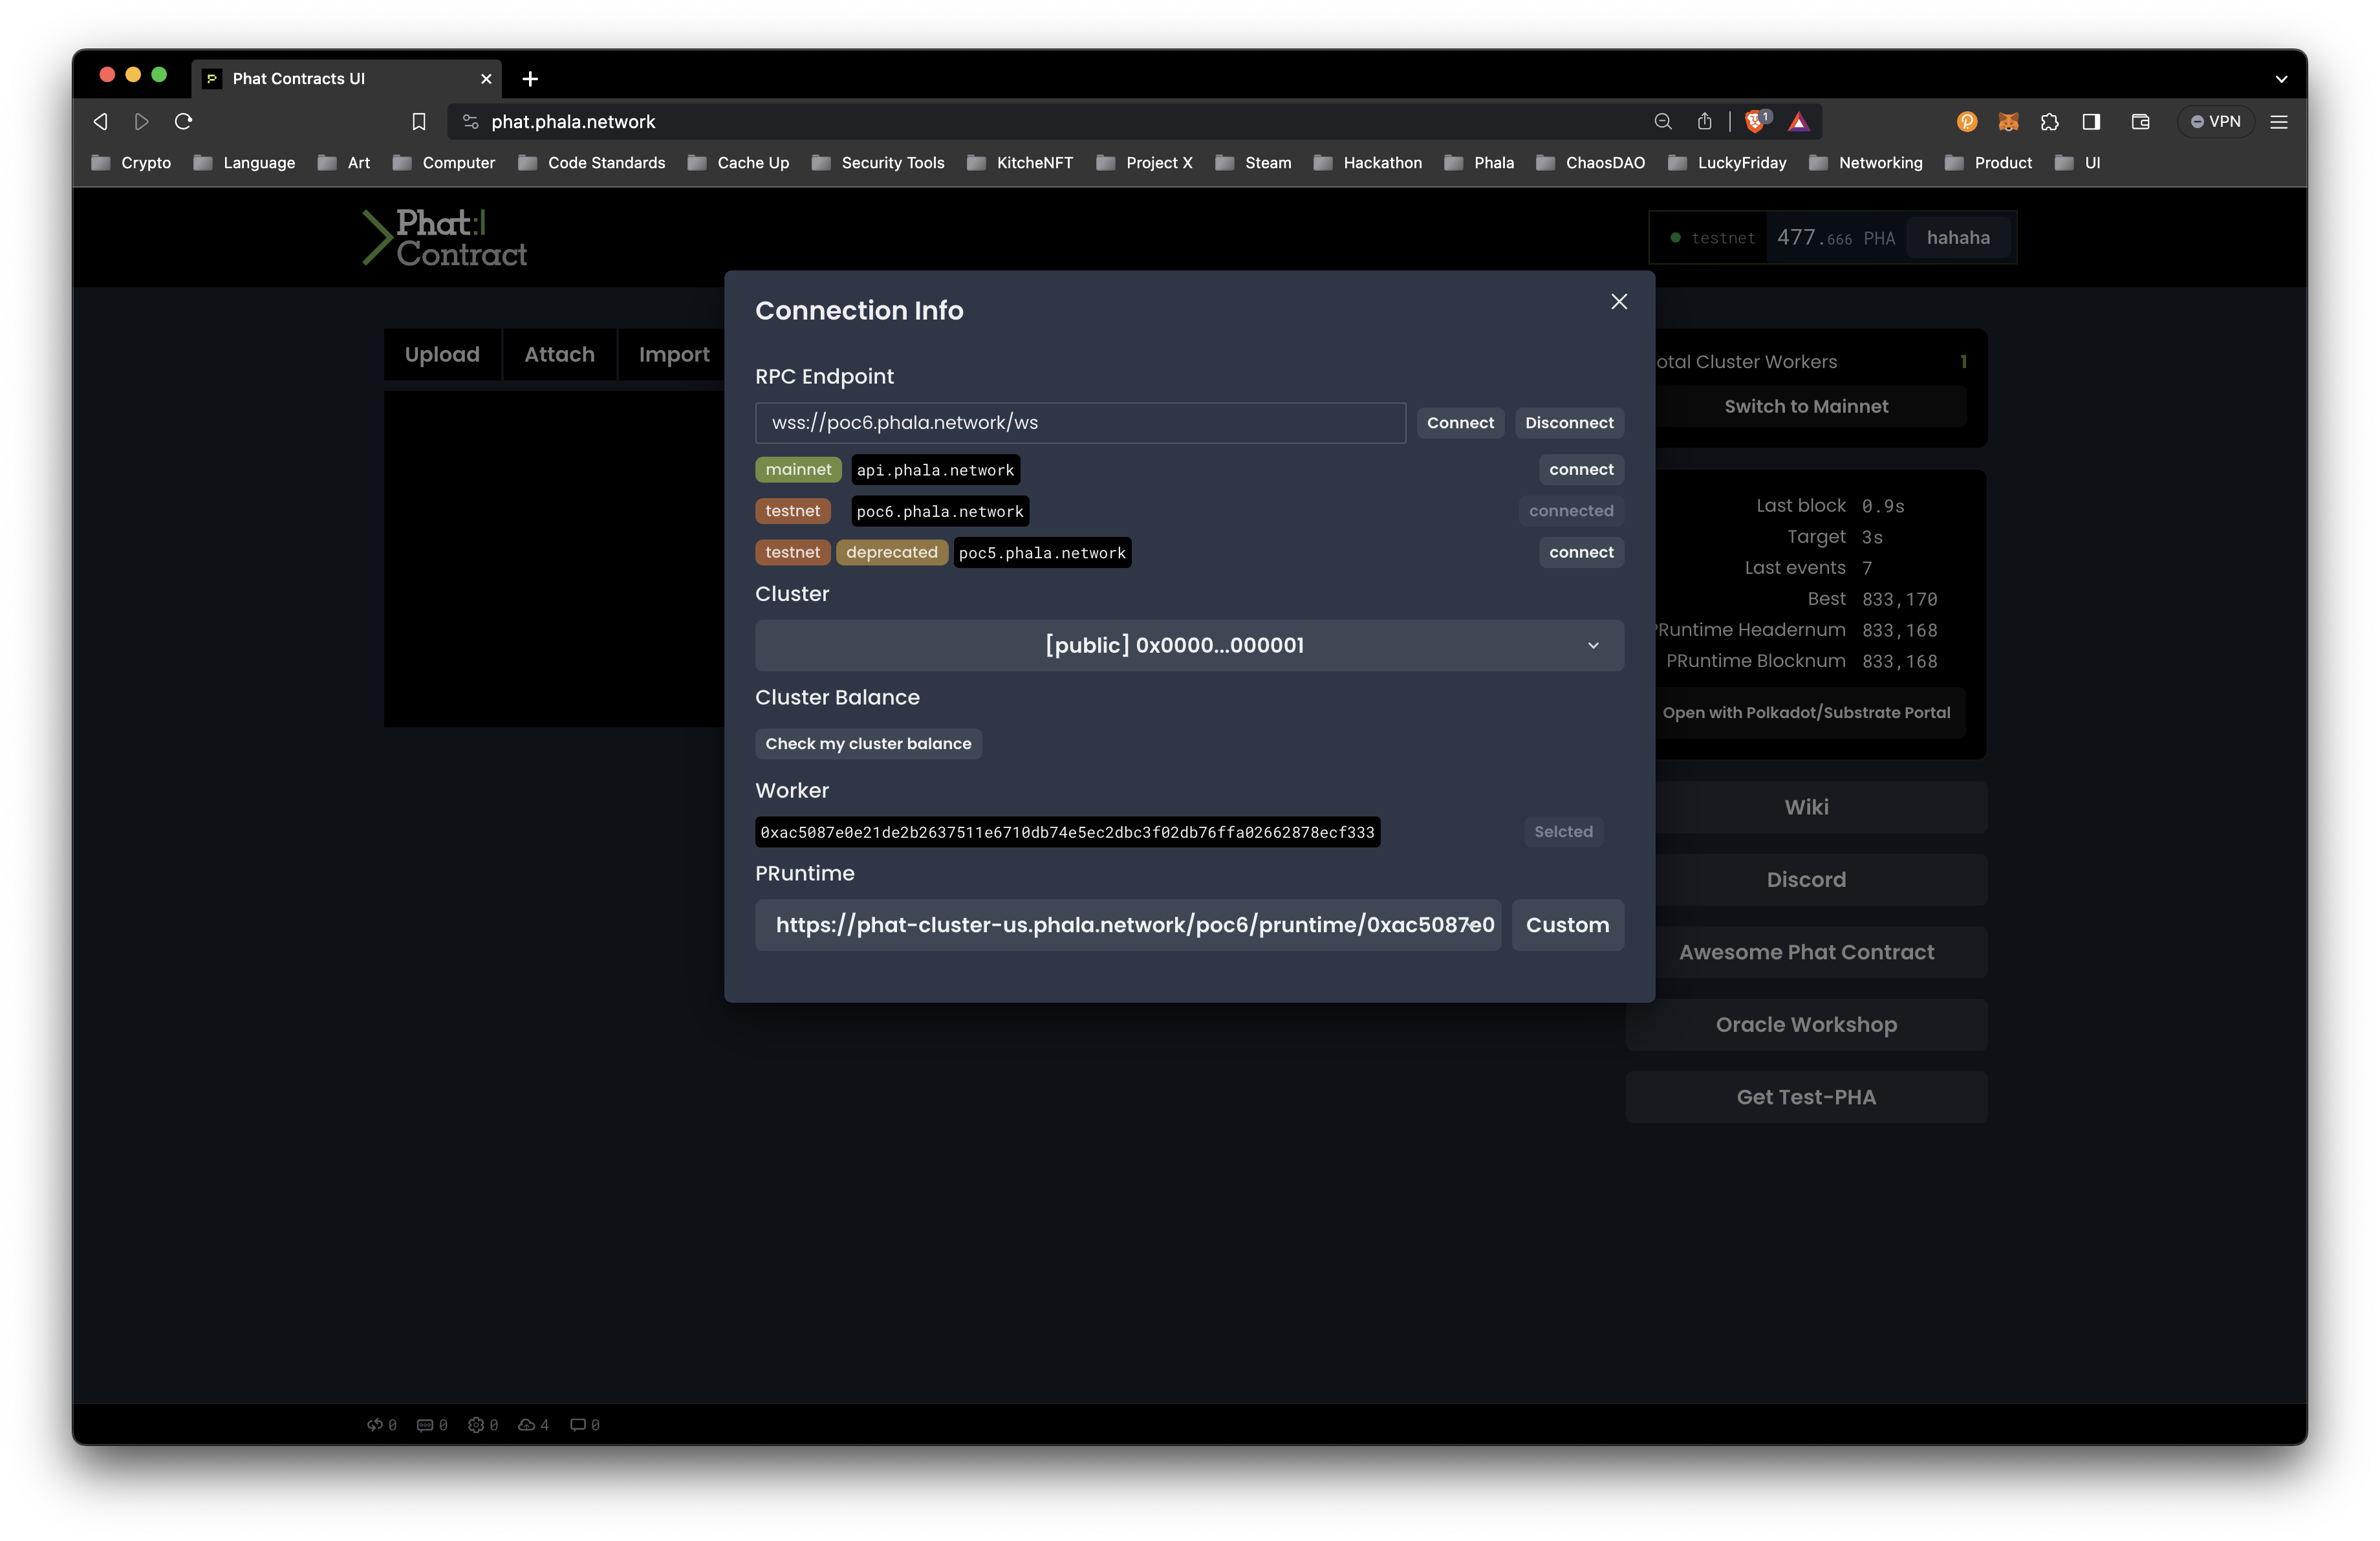 Phat Contracts UI
phat.phala.network
1
VPN
Crypto Language Art Computer Code Standards Cache Up Security Tools KitcheNFT Project X Steam Hackathon Phala ChaosDAO LuckyFriday Networking Product UI
Phat
Contract
testnet 477.666 PHA hahaha
Upload Attach Import
Connection Info
RPC Endpoint
wss://poc6.phala.network/ws Connect Disconnect
mainnet api.phala.network connect
testnet poc6.phala.network connected
testnet deprecated poc5.phala.network connect
Cluster
[public] 0x0000...000001
Cluster Balance
Check my cluster balance
Worker
0xac5087e0e21de2b2637511e6710db74e5ec2dbc3f02db76ffa02662878ecf333 Selcted
PRuntime
https://phat-cluster-us.phala.network/poc6/pruntime/0xac5087e0 Custom
otal Cluster Workers 1
Switch to Mainnet
Last block 0.9s
Target 3s
Last events 7
Best 833,170
PRuntime Headernum 833,168
PRuntime Blocknum 833,168
Open with Polkadot/Substrate Portal
Wiki
Discord
Awesome Phat Contract
Oracle Workshop
Get Test-PHA
0 0 0 4 0